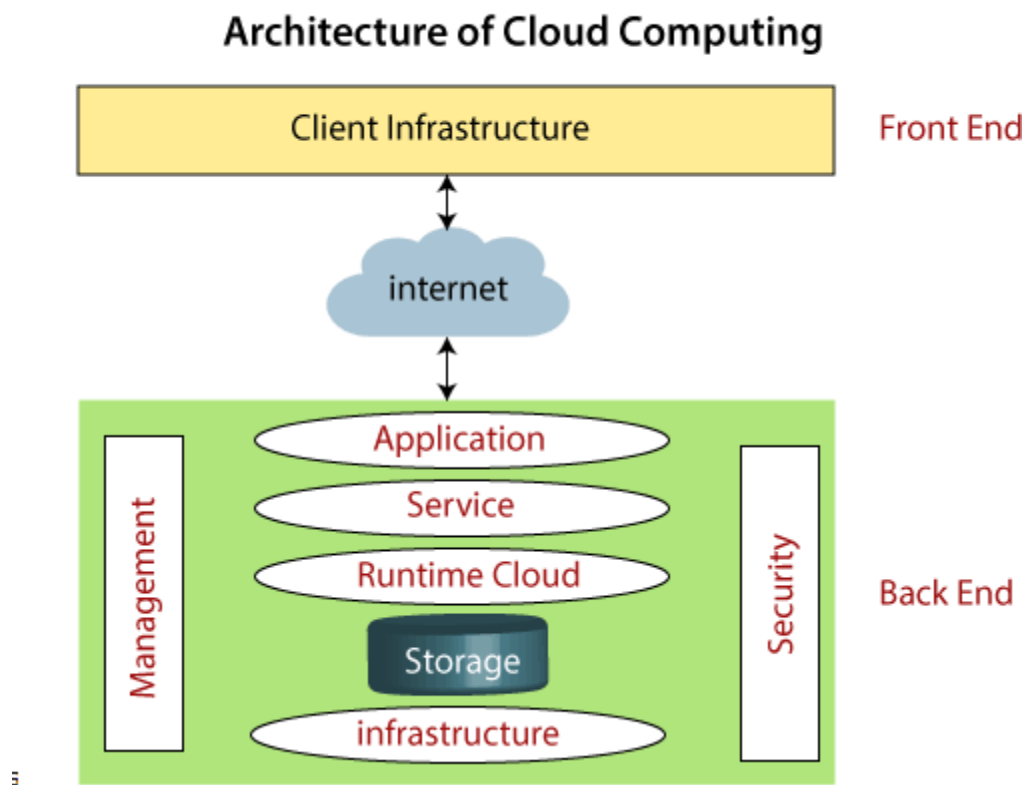 Architecture of Cloud Computing
Client Infrastructure
Front End
internet
Application
Service
Runtime Cloud
Storage
infrastructure
Management
Security
Back End